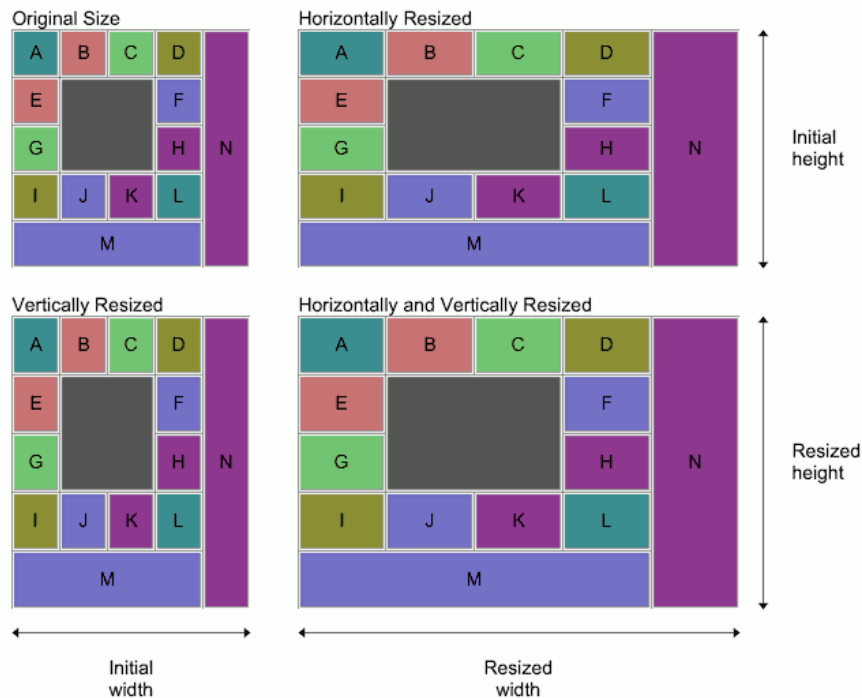 Original Size
A B C D
E F
G H N
I J K L
M
Horizontally Resized
A B C D
E F
G H N
I J K L
M
Initial
height
Vertically Resized
A B C D
E F
G H N
I J K L
M
Horizontally and Vertically Resized
A B C D
E F
G H N
I J K L
M
Resized
height
Initial
width
Resized
width